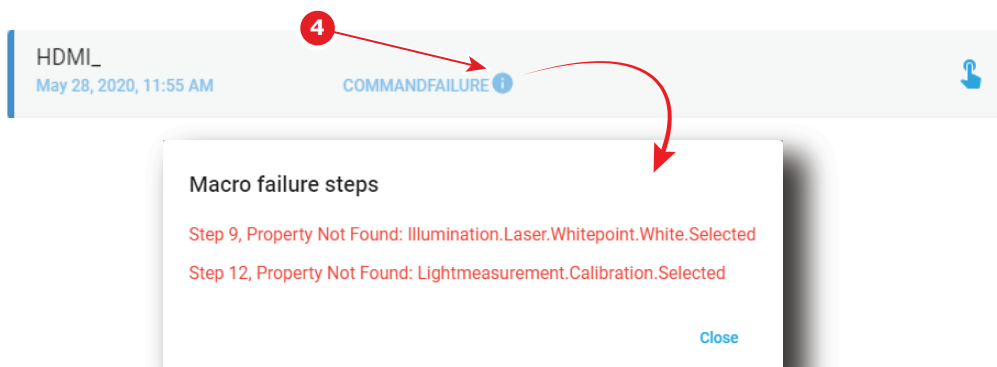 4
HDMI_
May 28, 2020, 11:55 AM COMMANDFAILURE i
Macro failure steps
Step 9, Property Not Found: Illumination.Laser.Whitepoint.White.Selected
Step 12, Property Not Found: Lightmeasurement.Calibration.Selected
Close